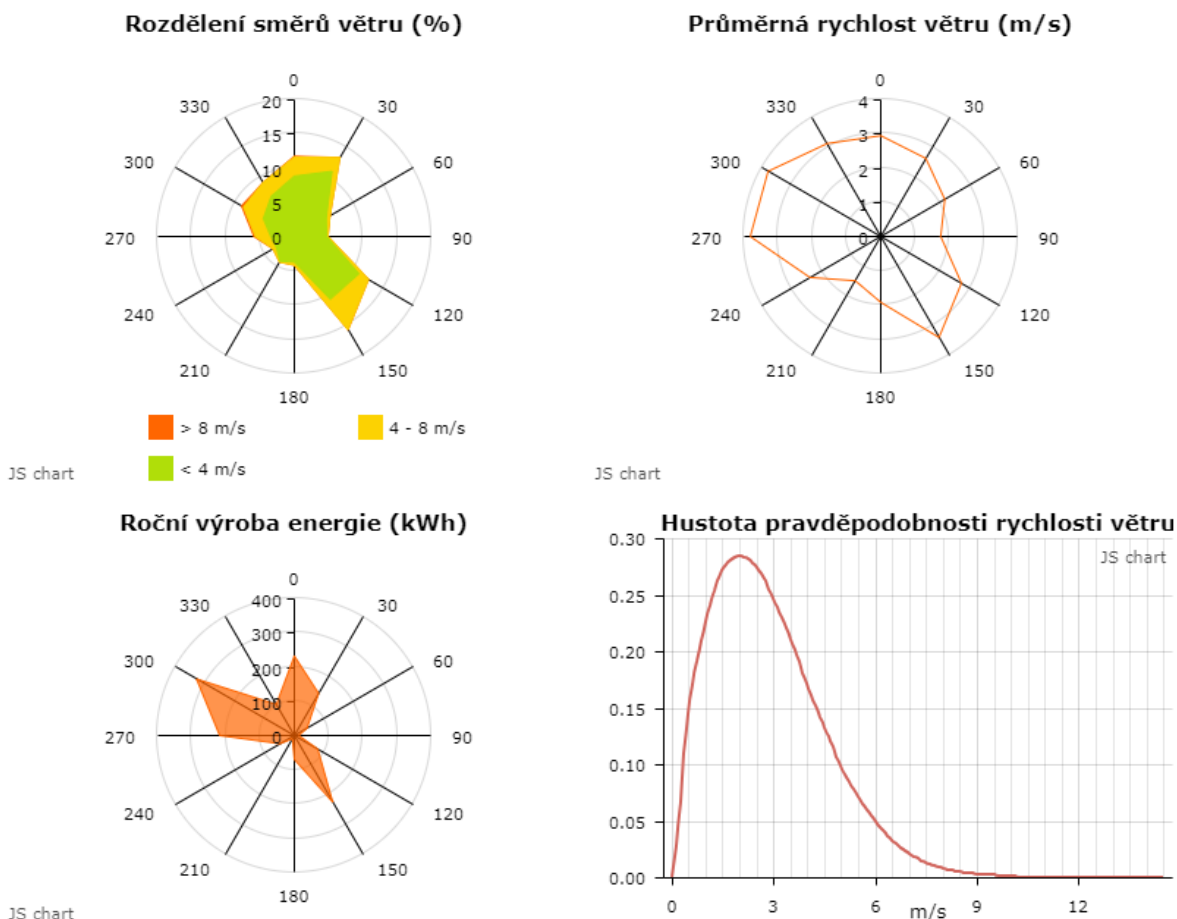 Rozdělení směrů větru (%)
0
330 20 30
15
300 10 60
5
270 0 90
240 120
210 150
180
> 8 m/s 4 - 8 m/s
< 4 m/s
JS chart
Průměrná rychlost větru (m/s)
0
330 4 30
3
300 2 60
1
270 0 90
240 120
210 150
180
JS chart
Roční výroba energie (kWh)
0
330 400 30
300
300 200 60
100
270 0 90
240 120
210 150
180
JS chart
Hustota pravděpodobnosti rychlosti větru
0.30
JS chart
0.25
0.20
0.15
0.10
0.05
0.00
0 3 6 9 12
m/s